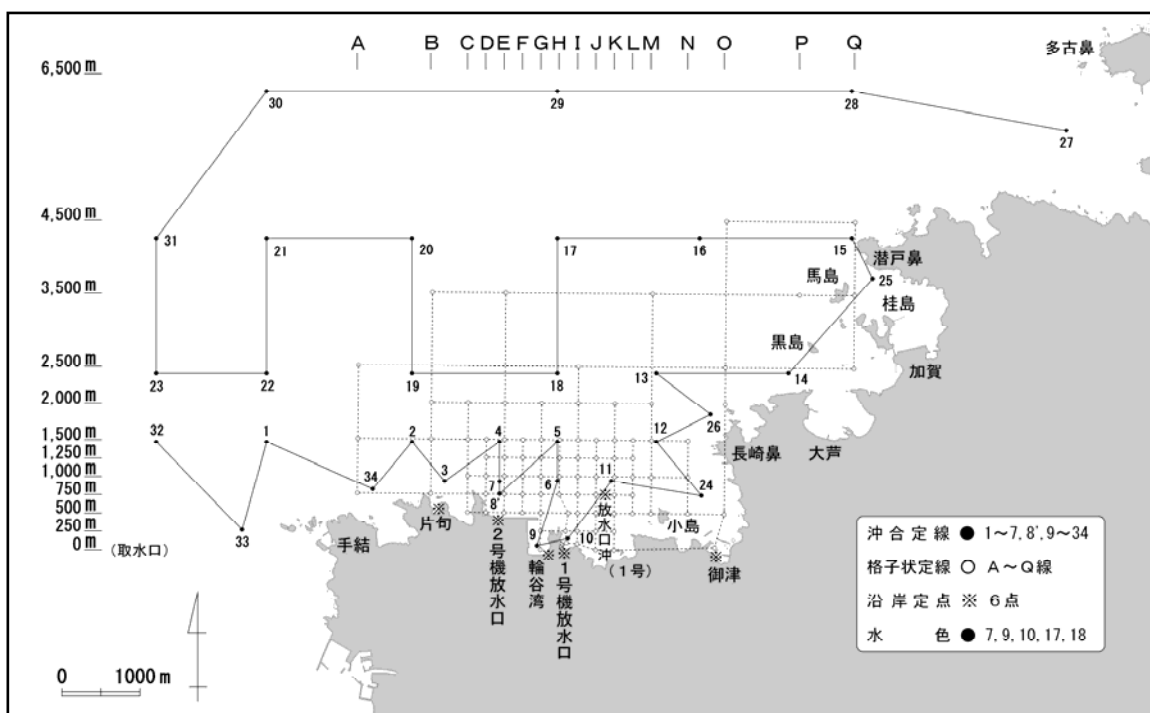 A B C D E F G H I J K L M N O P Q
多古鼻
6,500 m
30
29
28
27
4,500 m
31
21
20
17
16
15
潜戸鼻
25
馬島
3,500 m
桂島
黒島
2,500 m
加賀
23
22
19
18
13
14
2,000 m
26
1,500 m
32
1
2
4
5
12
長崎鼻
大芦
1,250 m
3
11
1,000 m
34
7
6
24
750 m
8'
500 m
片句
小島
250 m
33
手結
9
10
0 m
(取水口)
2号機放水口
輪谷湾
1号機放水口
放水口沖
(1号)
御津
沖合定線 ● 1~7, 8', 9~34
格子状定線 ○ A~Q線
沿岸定点 ※ 6点
水色 ● 7, 9, 10, 17, 18
0 1000 m